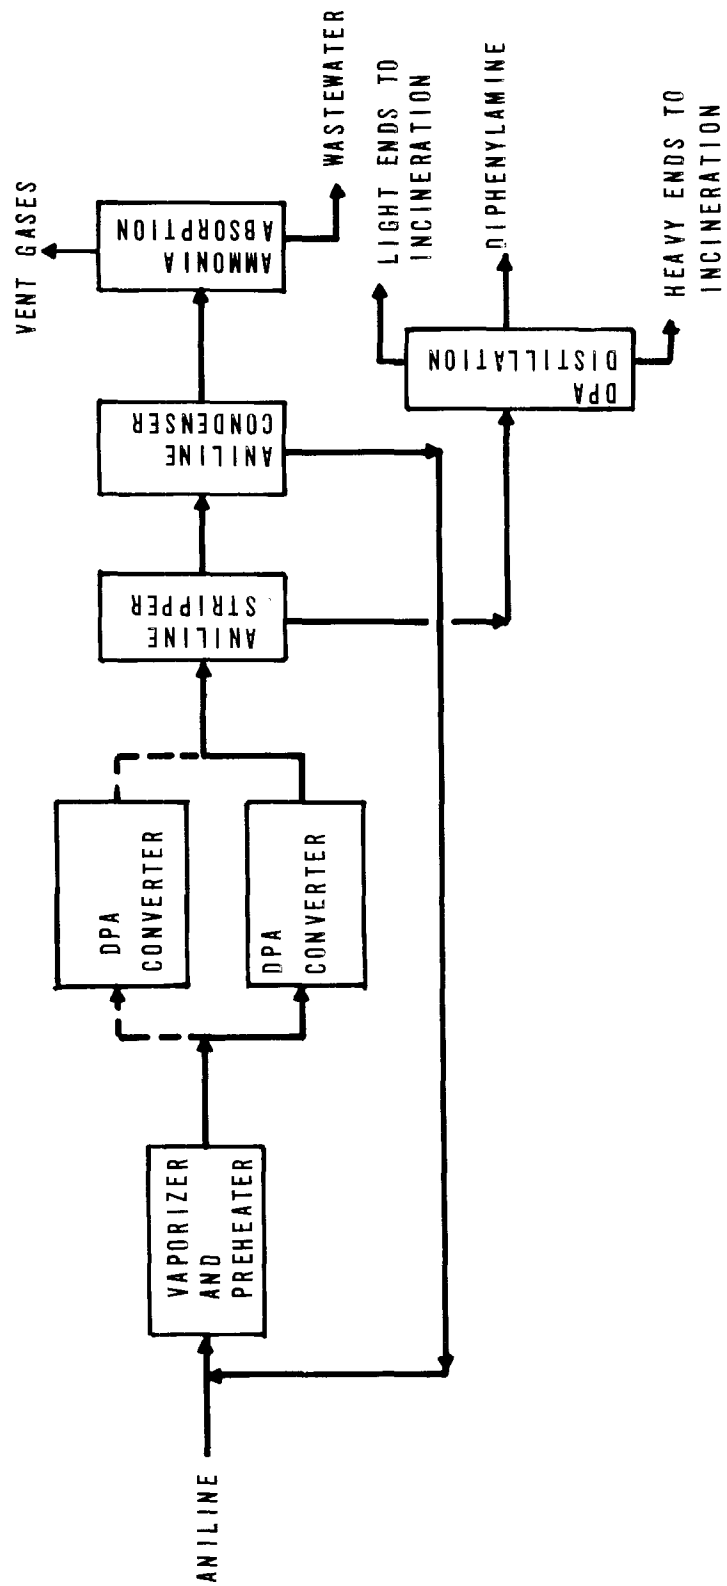 ANILINE
VAPORIZER
AND
PREHEATER
DPA
CONVERTER
DPA
CONVERTER
ANILINE
STRIPPER
ANILINE
CONDENSER
AMMONIA
ABSORPTION
VENT GASES
WASTEWATER
DPA
DISTILLATION
LIGHT ENDS TO
INCINERATION
DIPHENYLAMINE
HEAVY ENDS TO
INCINERATION